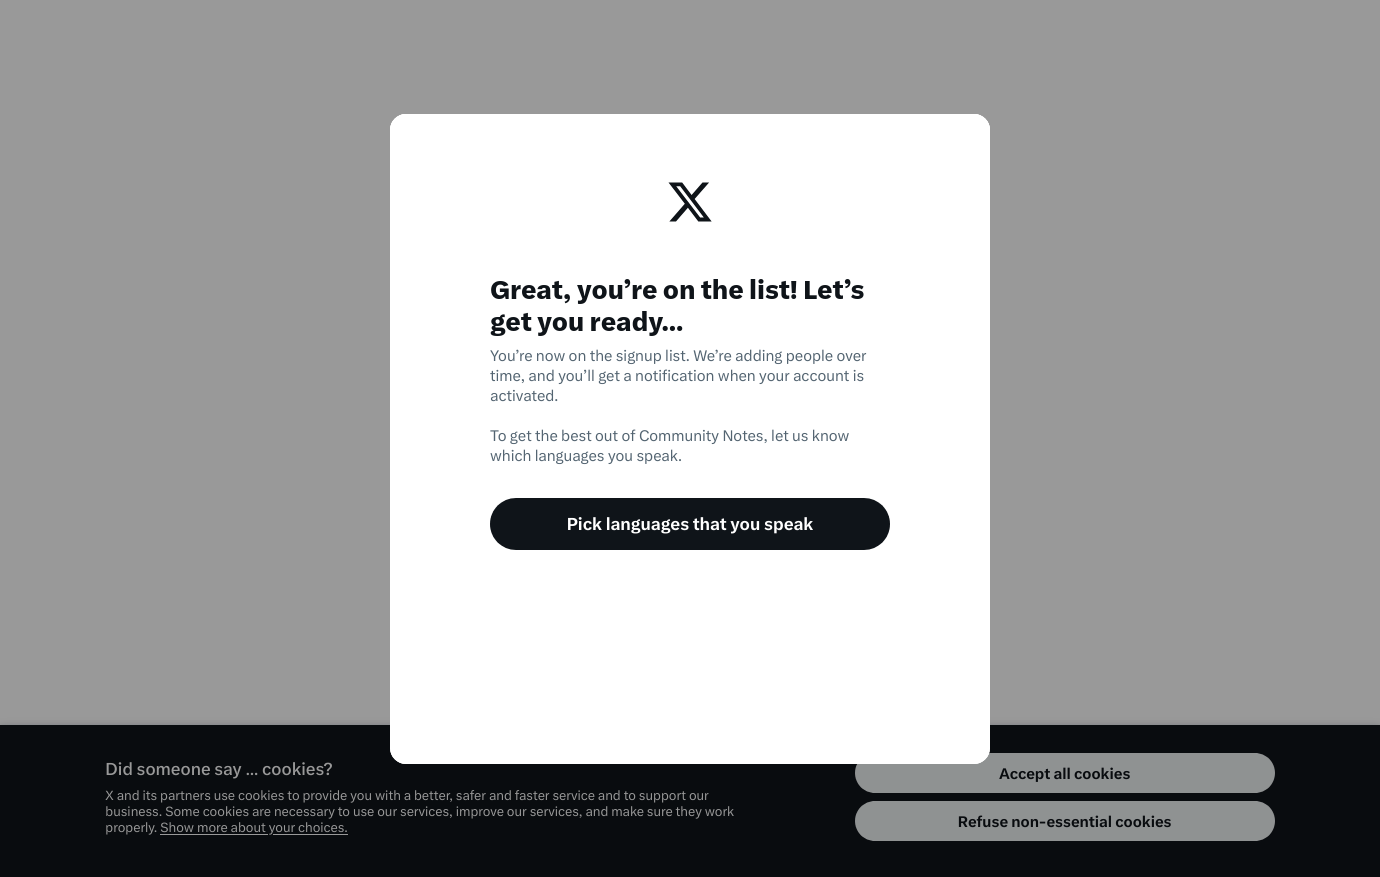 Great, you’re on the list! Let’s
get you ready...
You’re now on the signup list. We’re adding people over
time, and you’ll get a notification when your account is
activated.
To get the best out of Community Notes, let us know
which languages you speak.
Pick languages that you speak
Did someone say … cookies?
X and its partners use cookies to provide you with a better, safer and faster service and to support our
business. Some cookies are necessary to use our services, improve our services, and make sure they work
properly. Show more about your choices.
Accept all cookies
Refuse non-essential cookies